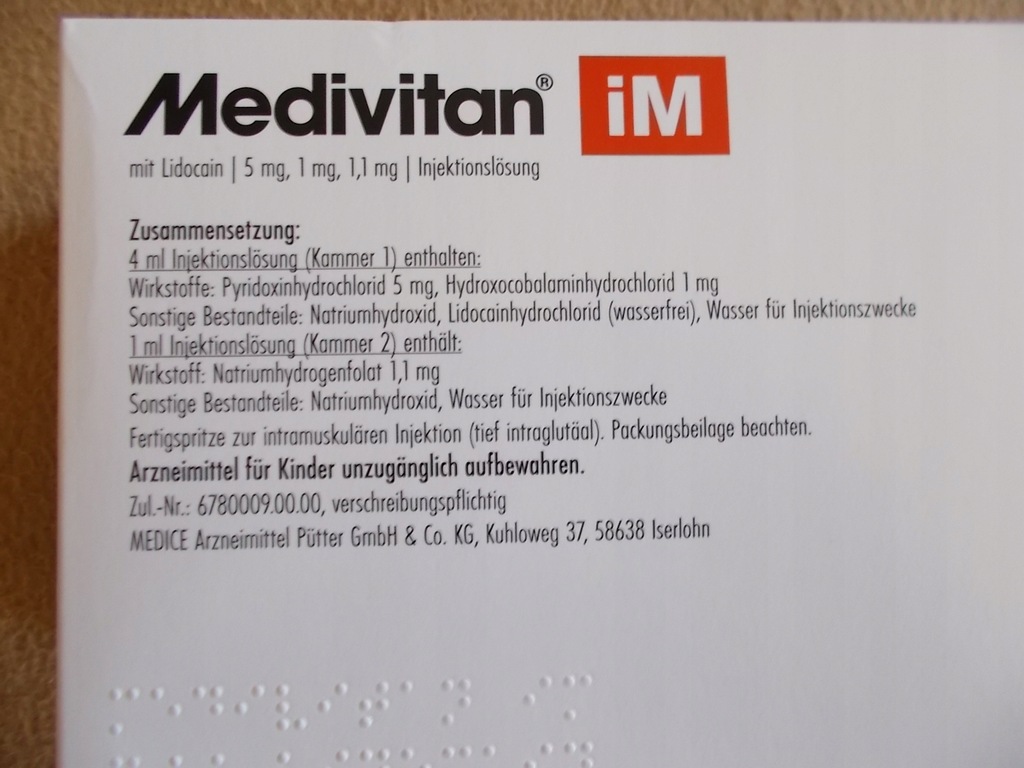 Medivitan® iM
mit Lidocain | 5 mg, 1 mg, 1,1 mg | Injektionslösung
Zusammensetzung:
4 ml Injektionslösung (Kammer 1) enthalten:
Wirkstoffe: Pyridoxinhydrochlorid 5 mg, Hydroxocobalaminhydrochlorid 1 mg
Sonstige Bestandteile: Natriumhydroxid, Lidocainhydrochlorid (wasserfrei), Wasser für Injektionszwecke
1 ml Injektionslösung (Kammer 2) enthält:
Wirkstoff: Natriumhydrogenfolat 1,1 mg
Sonstige Bestandteile: Natriumhydroxid, Wasser für Injektionszwecke
Fertigspritze zur intramuskulären Injektion (tief intraglutäal). Packungsbeilage beachten.
Arzneimittel für Kinder unzugänglich aufbewahren.
Zul.-Nr.: 6780009.00.00, verschreibungspflichtig
MEDICE Arzneimittel Pütter GmbH & Co. KG, Kuhloweg 37, 58638 Iserlohn